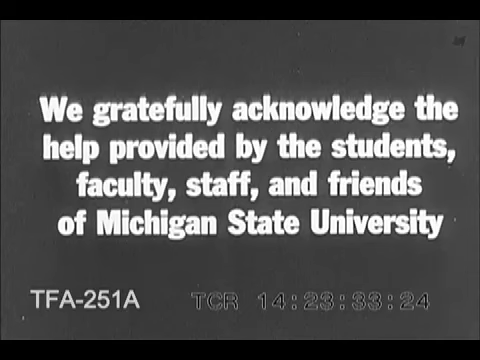 We gratefully acknowledge the
help provided by the students,
faculty, staff, and friends
of Michigan State University
TFA-251A TCR 14:23:33:24